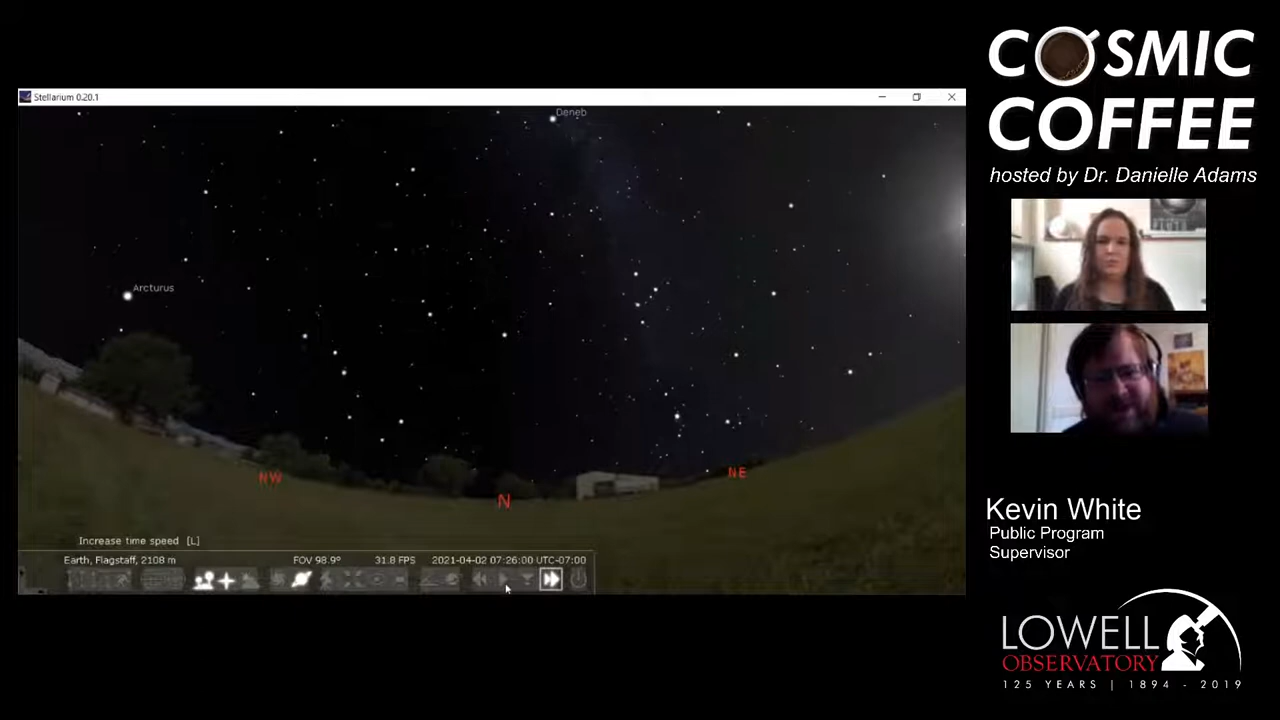 Stellarium 0.20.1
Deneb
Arcturus
NW
N
NE
Increase time speed [L]
Earth, Flagstaff, 2108 m
FOV 98.9°
31.8 FPS
2021-04-02 07:26:00 UTC-07:00
COSMIC
COFFEE
hosted by Dr. Danielle Adams
Kevin White
Public Program
Supervisor
LOWELL
OBSERVATORY
125 YEARS | 1894 - 2019